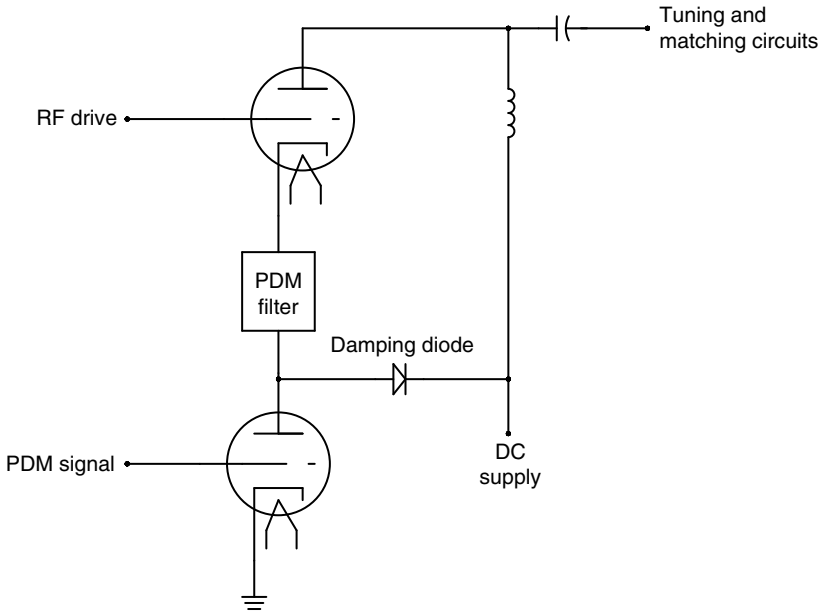 Tuning and
matching circuits
RF drive
PDM
filter
Damping diode
PDM signal
DC
supply